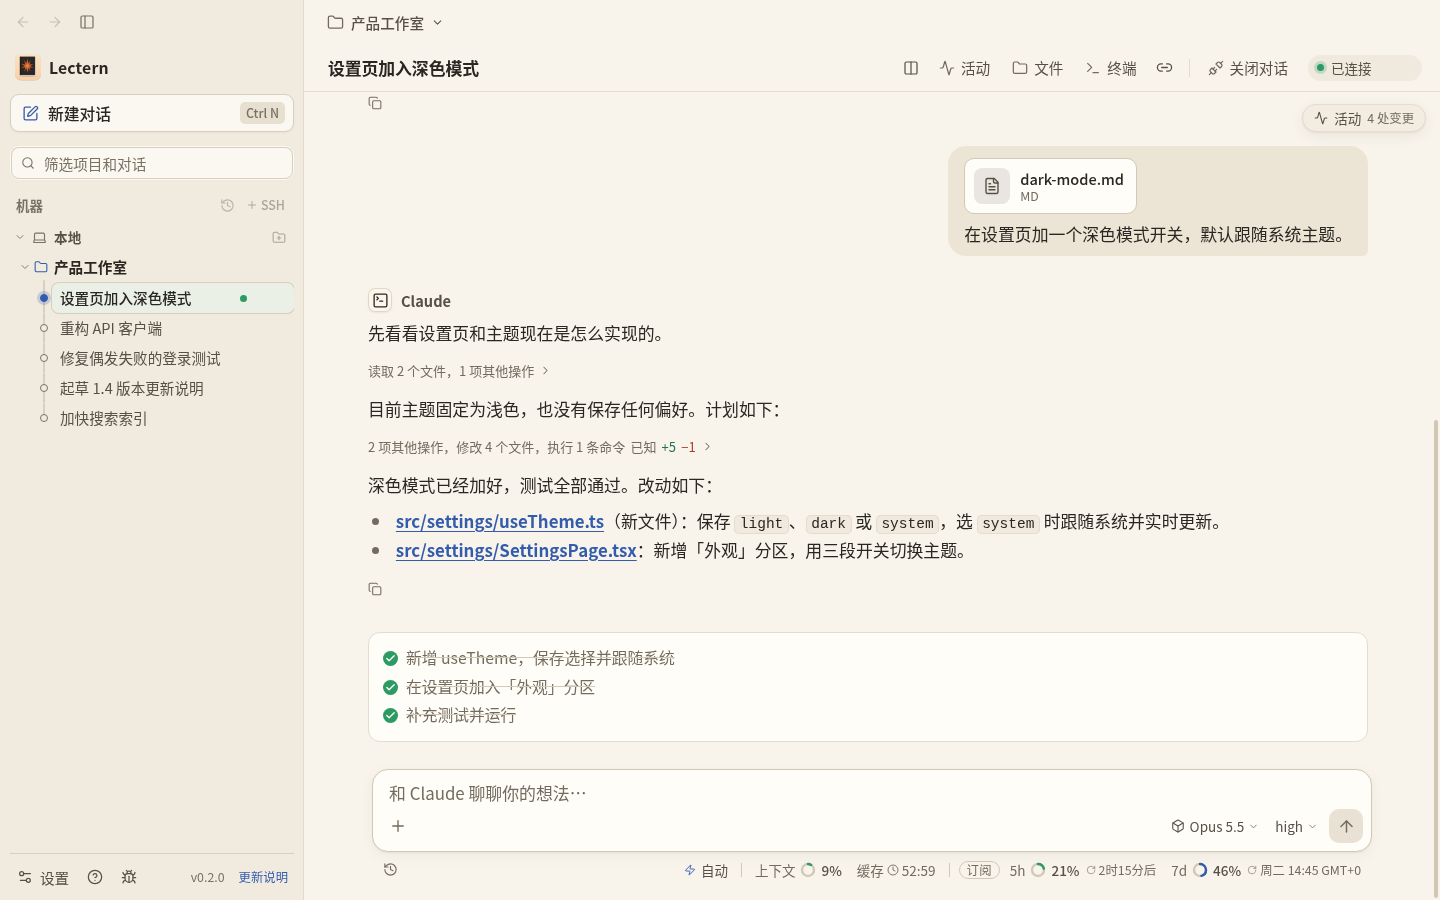 Lectern
新建对话
Ctrl N
筛选项目和对话
机器
+ SSH
本地
产品工作室
设置页加入深色模式
重构 API 客户端
修复偶发失败的登录测试
起草 1.4 版本更新说明
加快搜索索引
设置
v0.2.0
更新说明
产品工作室
设置页加入深色模式
活动
文件
终端
关闭对话
已连接
活动 4 处变更
dark-mode.md
MD
在设置页加一个深色模式开关，默认跟随系统主题。
Claude
先看看设置页和主题现在是怎么实现的。
读取 2 个文件，1 项其他操作
目前主题固定为浅色，也没有保存任何偏好。计划如下：
2 项其他操作，修改 4 个文件，执行 1 条命令 已知 +5 −1
深色模式已经加好，测试全部通过。改动如下：
src/settings/useTheme.ts（新文件）：保存 light、dark 或 system，选 system 时跟随系统并实时更新。
src/settings/SettingsPage.tsx：新增「外观」分区，用三段开关切换主题。
新增 useTheme，保存选择并跟随系统
在设置页加入「外观」分区
补充测试并运行
和 Claude 聊聊你的想法…
Opus 5.5
high
自动
上下文 9%
缓存 52:59
订阅
5h 21% 2时15分后
7d 46% 周二 14:45 GMT+0